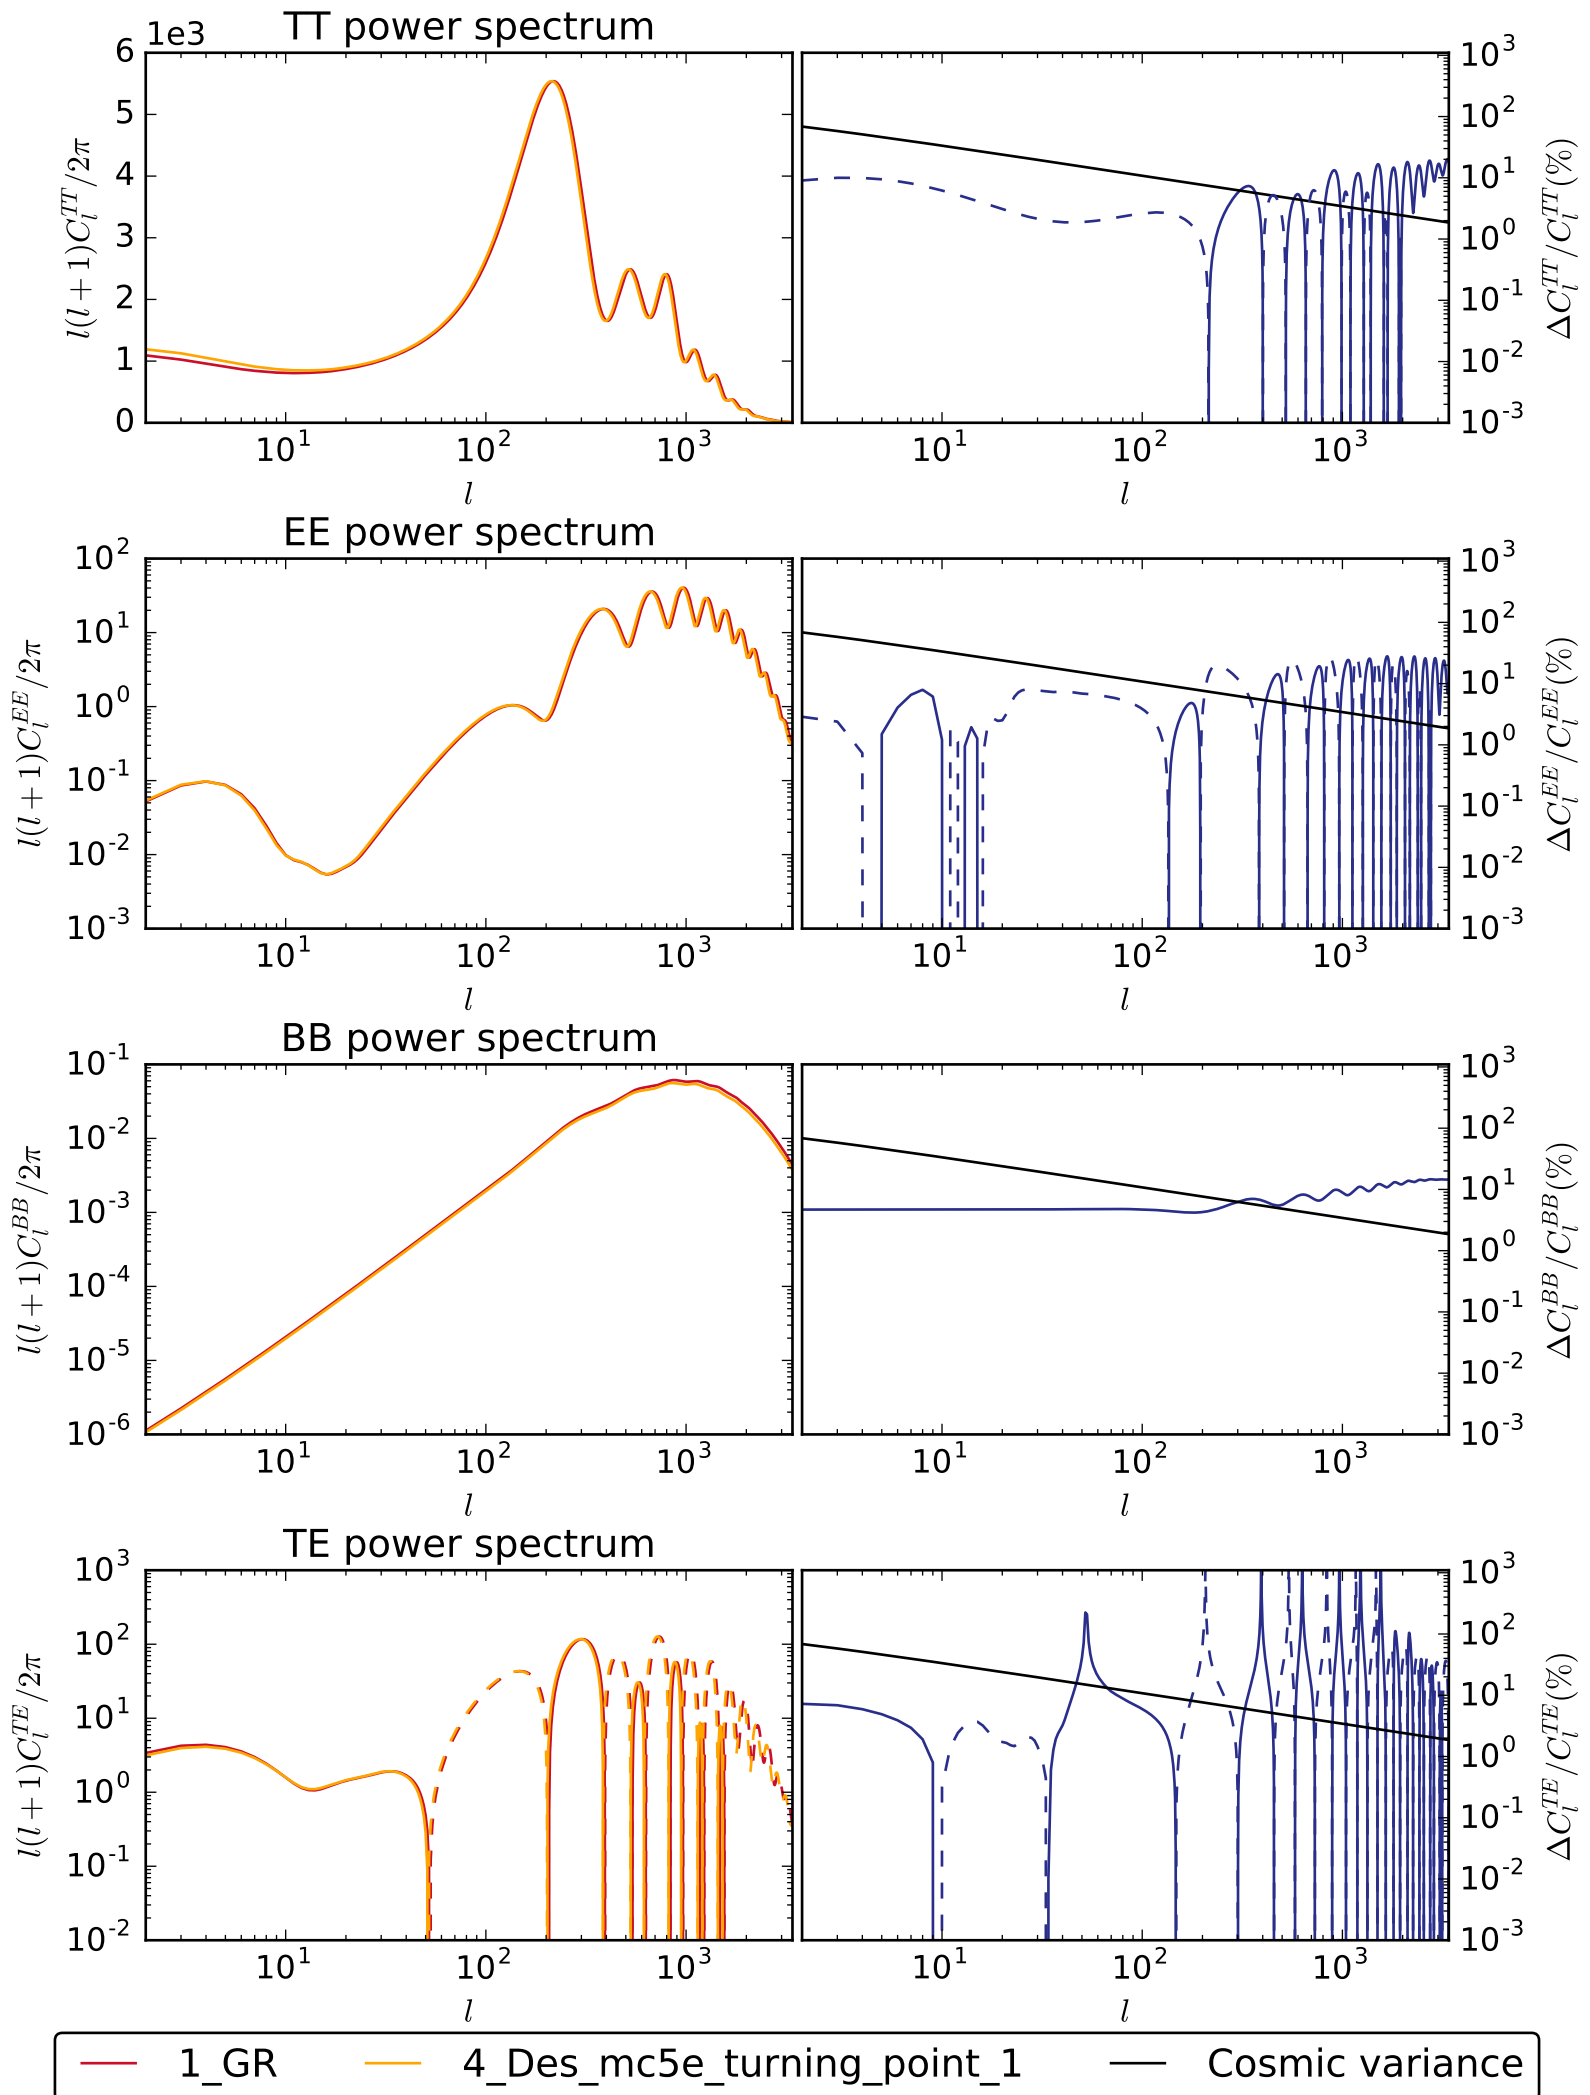 TT power spectrum
1e3
6
5
4
3
2
1
0
l(l + 1)C_l^{TT}/2π
10^1 10^2 10^3
l
10^3
10^2
10^1
10^0
10^-1
10^-2
10^-3
ΔC_l^{TT}/C_l^{TT}(%)
10^1 10^2 10^3
l
EE power spectrum
10^2
10^1
10^0
10^-1
10^-2
10^-3
l(l + 1)C_l^{EE}/2π
10^1 10^2 10^3
l
10^3
10^2
10^1
10^0
10^-1
10^-2
10^-3
ΔC_l^{EE}/C_l^{EE}(%)
10^1 10^2 10^3
l
BB power spectrum
10^-1
10^-2
10^-3
10^-4
10^-5
10^-6
l(l + 1)C_l^{BB}/2π
10^1 10^2 10^3
l
10^3
10^2
10^1
10^0
10^-1
10^-2
10^-3
ΔC_l^{BB}/C_l^{BB}(%)
10^1 10^2 10^3
l
TE power spectrum
10^3
10^2
10^1
10^0
10^-1
10^-2
l(l + 1)C_l^{TE}/2π
10^1 10^2 10^3
l
10^3
10^2
10^1
10^0
10^-1
10^-2
10^-3
ΔC_l^{TE}/C_l^{TE}(%)
10^1 10^2 10^3
l
1_GR 4_Des_mc5e_turning_point_1 Cosmic variance